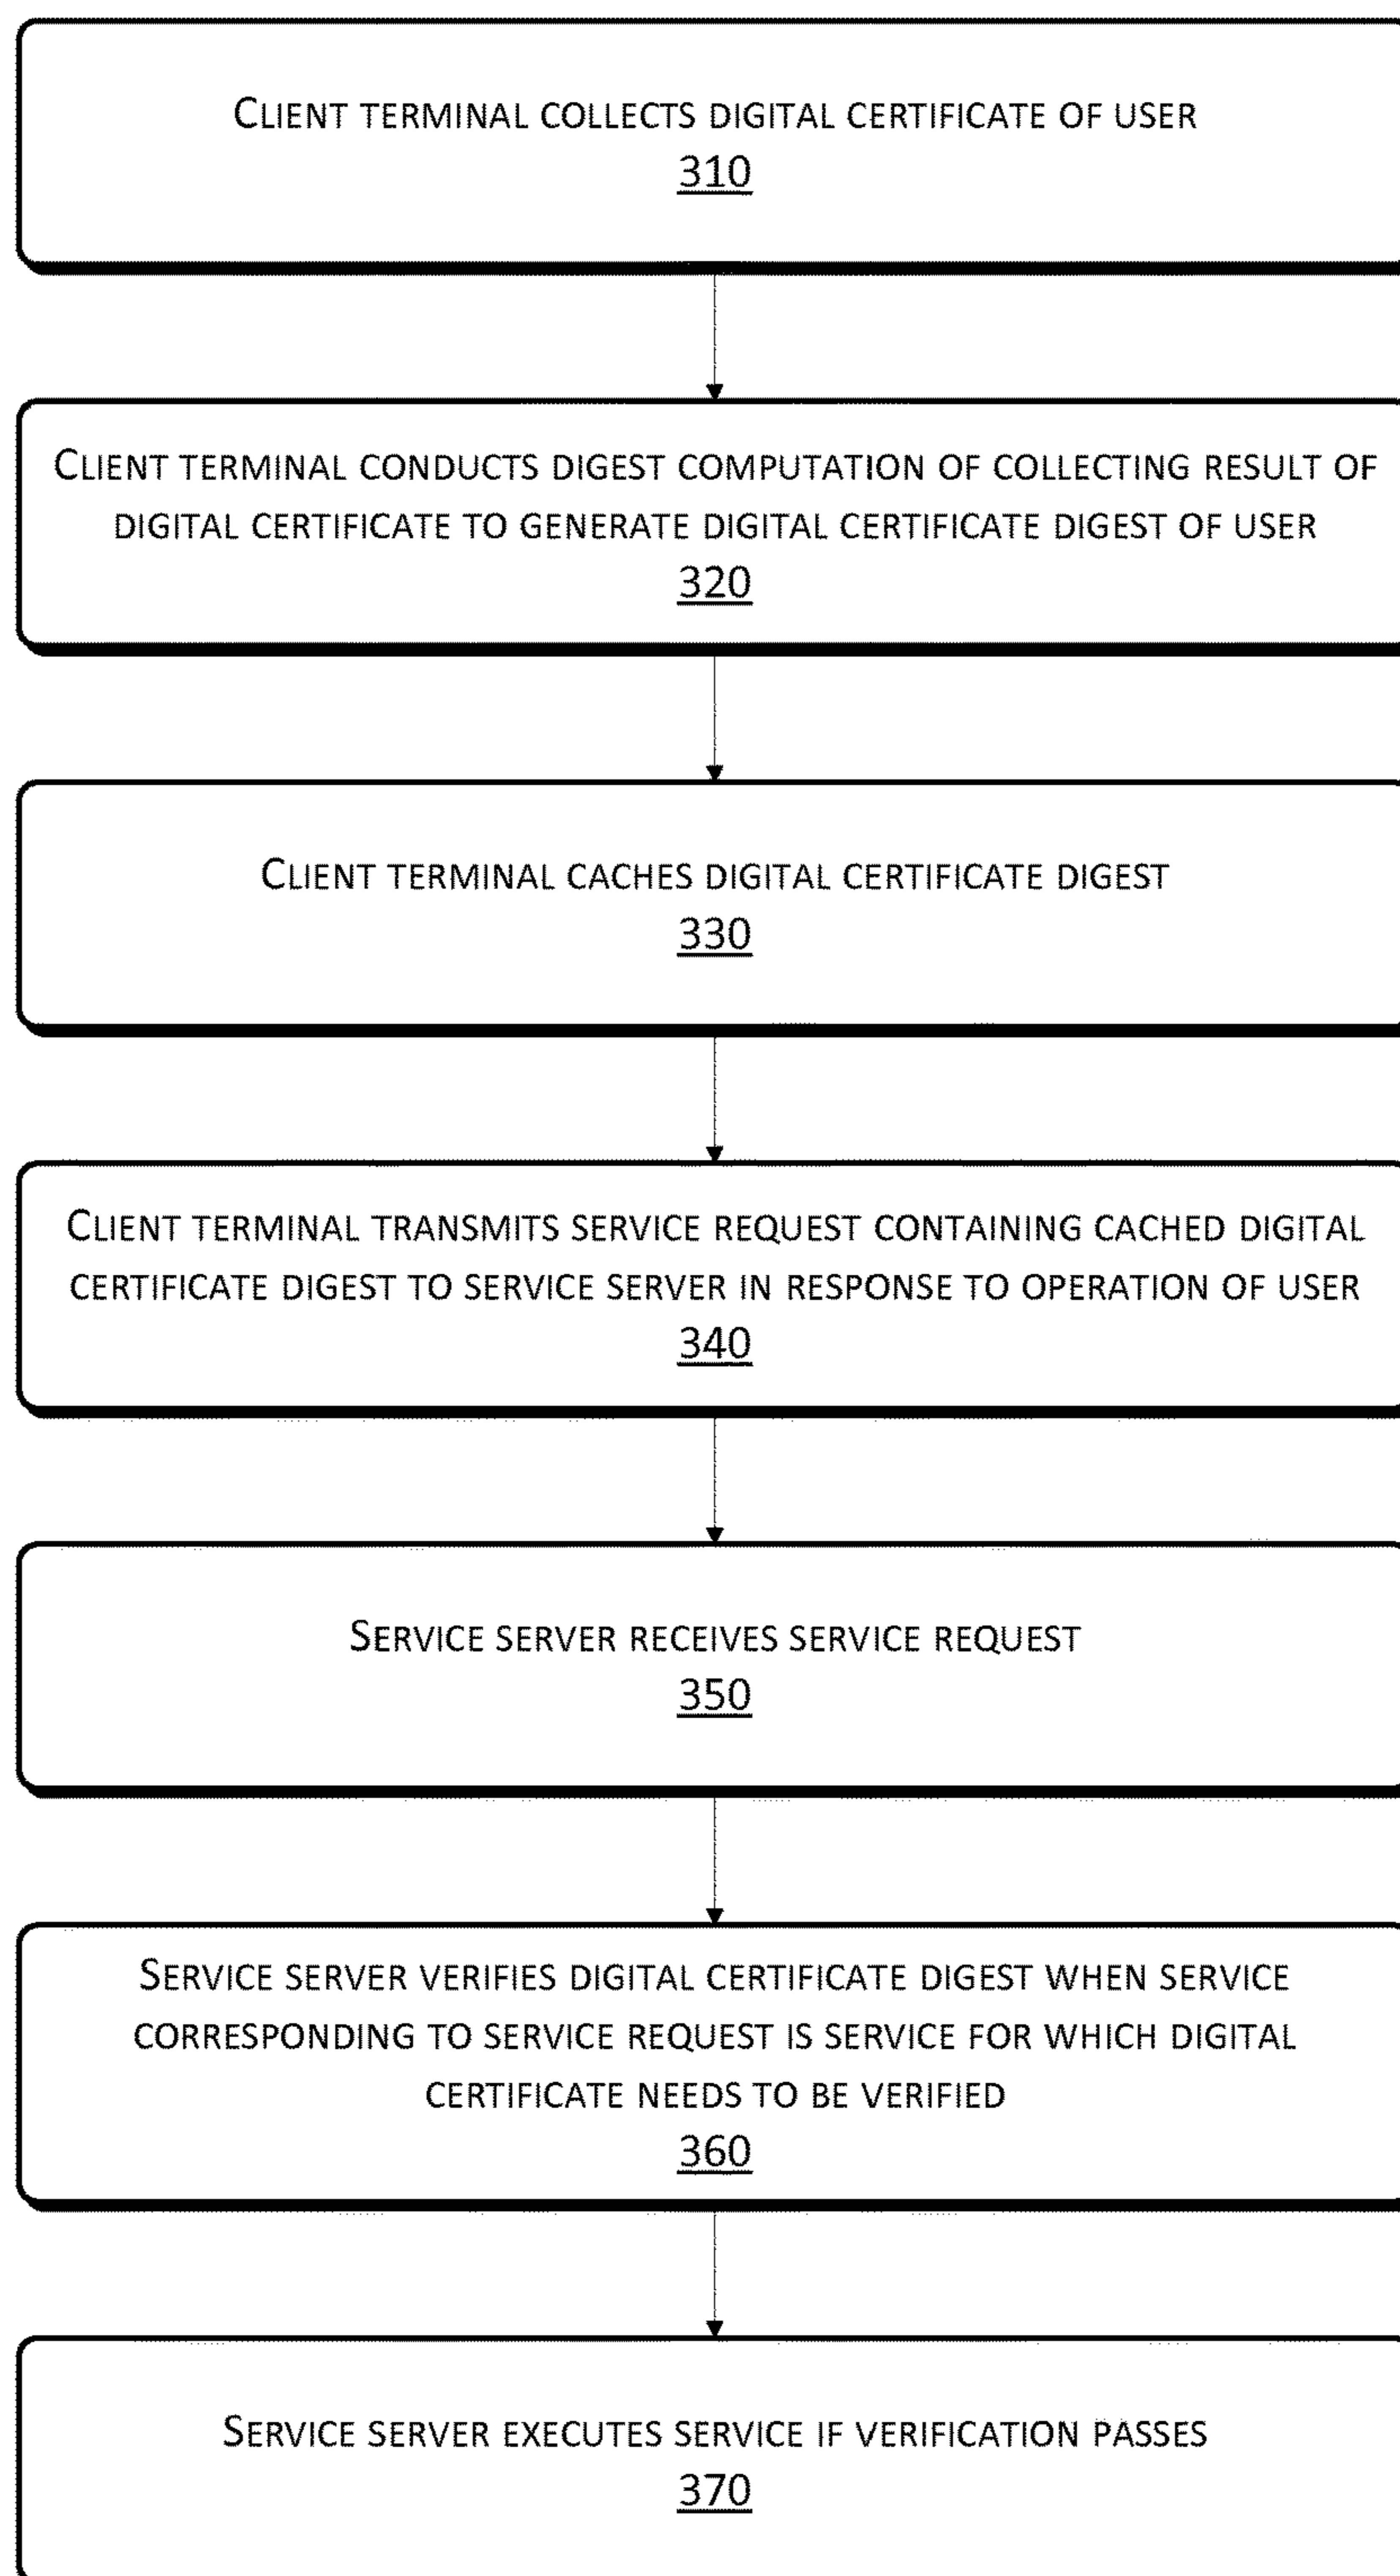 CLIENT TERMINAL COLLECTS DIGITAL CERTIFICATE OF USER
310
CLIENT TERMINAL CONDUCTS DIGEST COMPUTATION OF COLLECTING RESULT OF
DIGITAL CERTIFICATE TO GENERATE DIGITAL CERTIFICATE DIGEST OF USER
320
CLIENT TERMINAL CACHES DIGITAL CERTIFICATE DIGEST
330
CLIENT TERMINAL TRANSMITS SERVICE REQUEST CONTAINING CACHED DIGITAL
CERTIFICATE DIGEST TO SERVICE SERVER IN RESPONSE TO OPERATION OF USER
340
SERVICE SERVER RECEIVES SERVICE REQUEST
350
SERVICE SERVER VERIFIES DIGITAL CERTIFICATE DIGEST WHEN SERVICE
CORRESPONDING TO SERVICE REQUEST IS SERVICE FOR WHICH DIGITAL
CERTIFICATE NEEDS TO BE VERIFIED
360
SERVICE SERVER EXECUTES SERVICE IF VERIFICATION PASSES
370